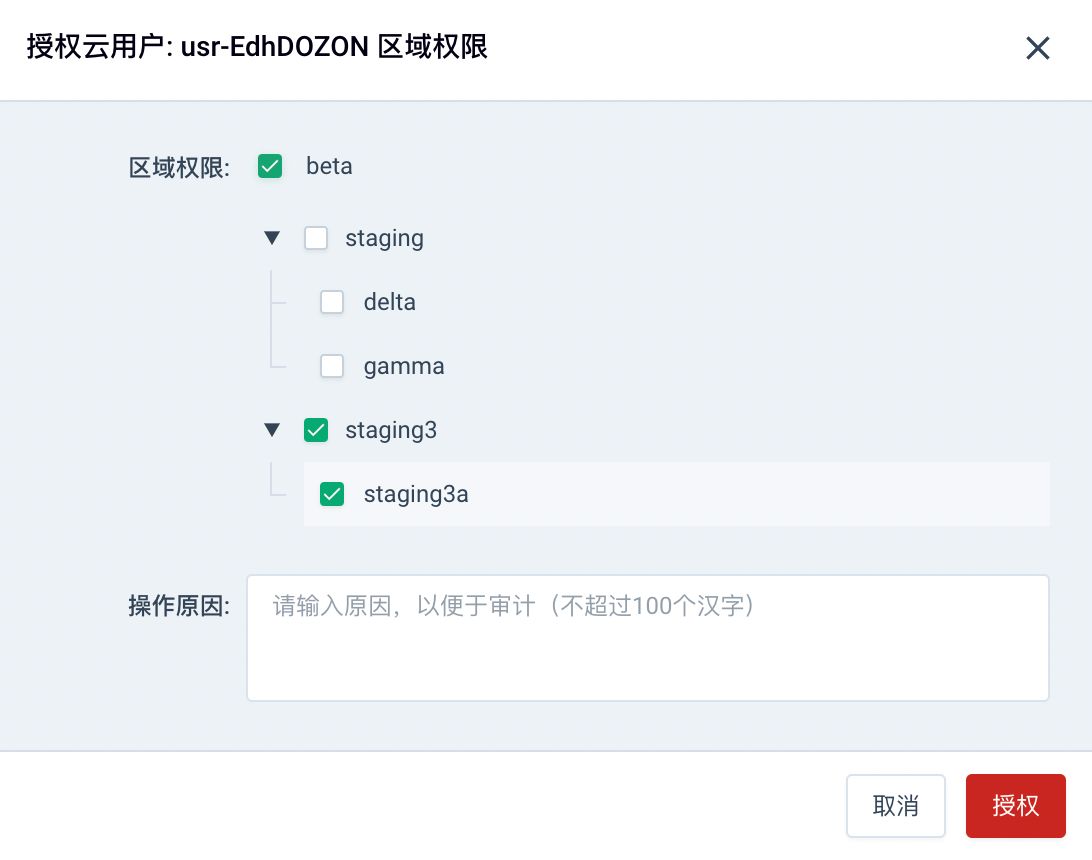 授权云用户: usr-EdhDOZON 区域权限
区域权限: beta
staging
delta
gamma
staging3
staging3a
操作原因: 请输入原因，以便于审计（不超过100个汉字）
取消 授权